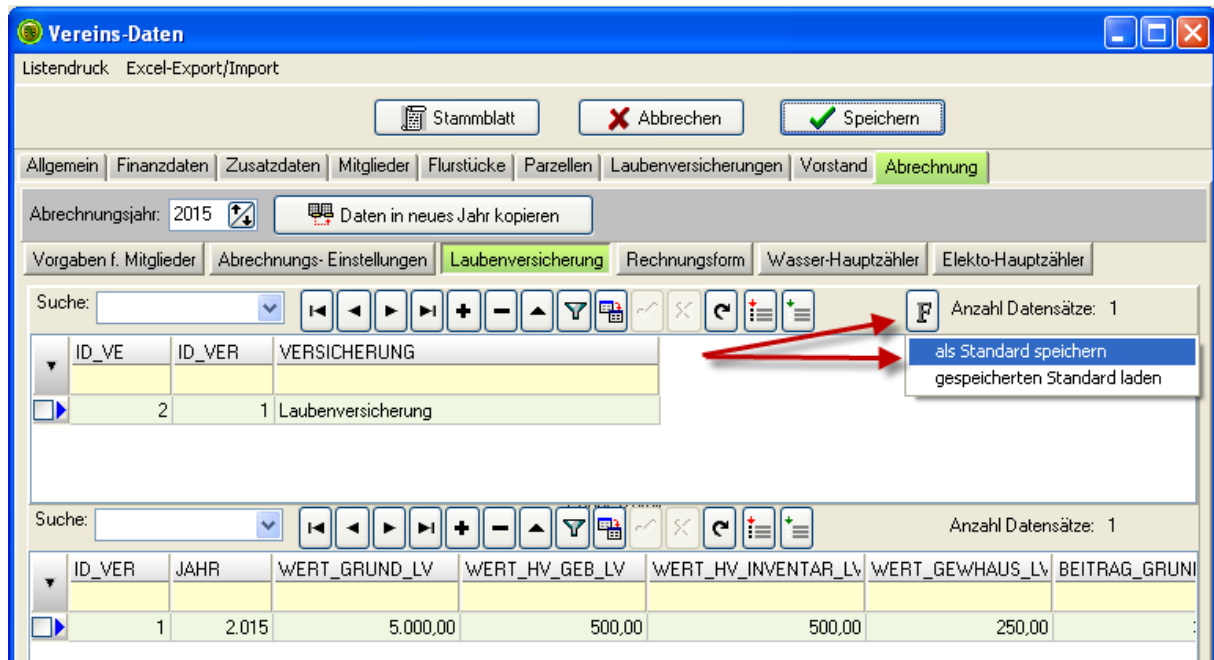 Vereins-Daten
Listendruck Excel-Export/Import
Stammblatt Abbrechen Speichern
Allgemein Finanzdaten Zusatzdaten Mitglieder Flurstücke Parzellen Laubenversicherungen Vorstand Abrechnung
Abrechnungsjahr: 2015 Daten in neues Jahr kopieren
Vorgaben f. Mitglieder Abrechnungs- Einstellungen Laubenversicherung Rechnungsform Wasser-Hauptzähler Elekto-Hauptzähler
Suche: F Anzahl Datensätze: 1
als Standard speichern
gespeicherten Standard laden
ID_VE ID_VER VERSICHERUNG
2 1 Laubenversicherung
Suche: Anzahl Datensätze: 1
ID_VER JAHR WERT_GRUND_LV WERT_HV_GEB_LV WERT_HV_INVENTAR_LV WERT_GEWHAUS_LV BEITRAG_GRUN
1 2.015 5.000,00 500,00 500,00 250,00